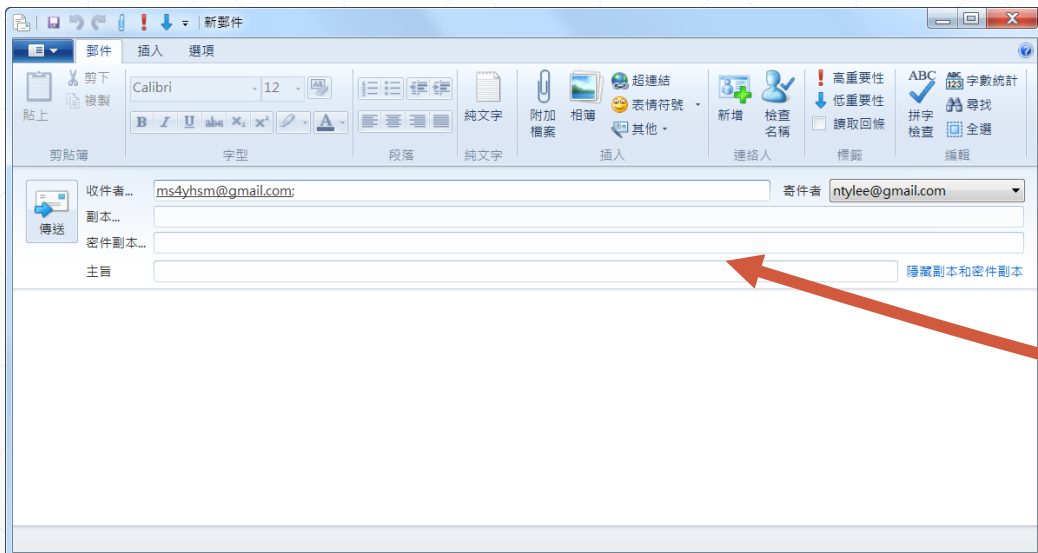 新郵件
郵件 插入 選項
剪下
複製
貼上
剪貼簿
Calibri 12
B I U abc X₂ X² A
字型
段落
純文字
純文字
附加檔案
相簿
超連結
表情符號
其他
插入
新增
檢查名稱
連絡人
高重要性
低重要性
讀取回條
標籤
ABC
拼字檢查
ABC 123 字數統計
尋找
全選
編輯
傳送
收件者... ms4yhsm@gmail.com; 寄件者 ntylee@gmail.com
副本...
密件副本...
主旨 隱藏副本和密件副本